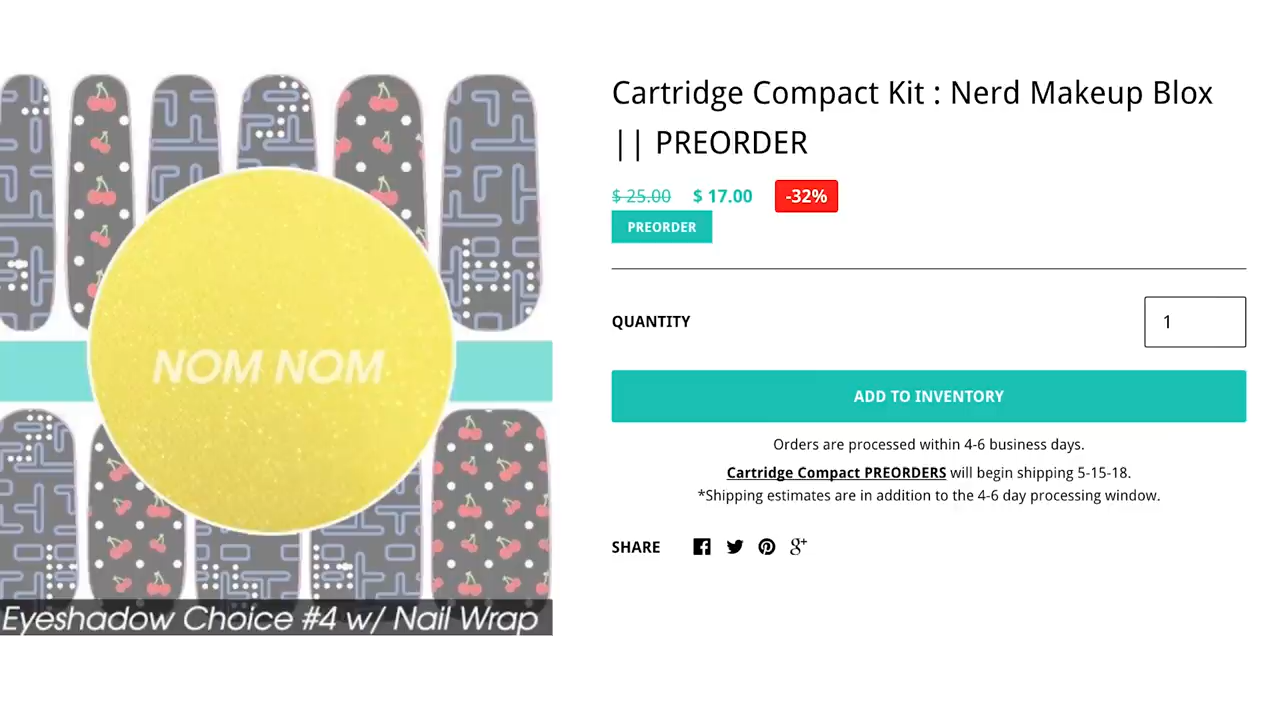 Cartridge Compact Kit : Nerd Makeup Blox
|| PREORDER
$ 25.00 $ 17.00 -32%
PREORDER
QUANTITY 1
ADD TO INVENTORY
Orders are processed within 4-6 business days.
Cartridge Compact PREORDERS will begin shipping 5-15-18.
*Shipping estimates are in addition to the 4-6 day processing window.
SHARE
NOM NOM
Eyeshadow Choice #4 w/ Nail Wrap